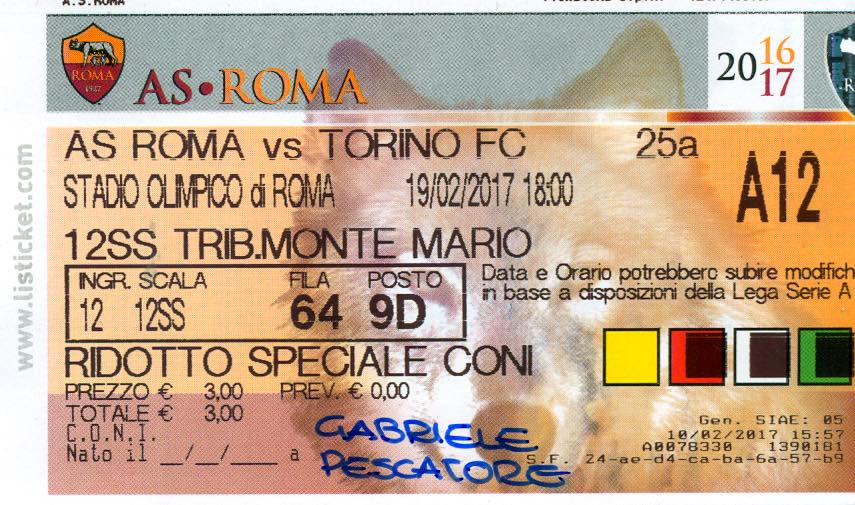 A.S.ROMA
ROMA
1927
AS•ROMA
2016
17
AS ROMA vs TORINO FC 25a
STADIO OLIMPICO di ROMA 19/02/2017 18:00
A12
12SS TRIB.MONTE MARIO
INGR. SCALA FILA POSTO
12 12SS 64 9D
Data e Orario potrebbero subire modifich
in base a disposizioni della Lega Serie A
RIDOTTO SPECIALE CONI
PREZZO € 3,00 PREV. € 0,00
TOTALE € 3,00
C.O.N.I.
Nato il __/__/____ a
GABRIELE
PESCATORE
Gen. SIAE: 05
10/02/2017 15:57
A0078330 1390181
S.F. 24-ae-d4-ca-ba-6a-57-b9
www.listicket.com